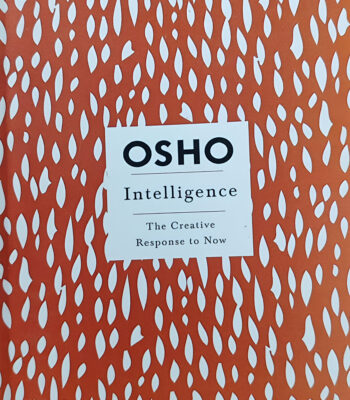 OSHO
Intelligence
The Creative
Response to Now